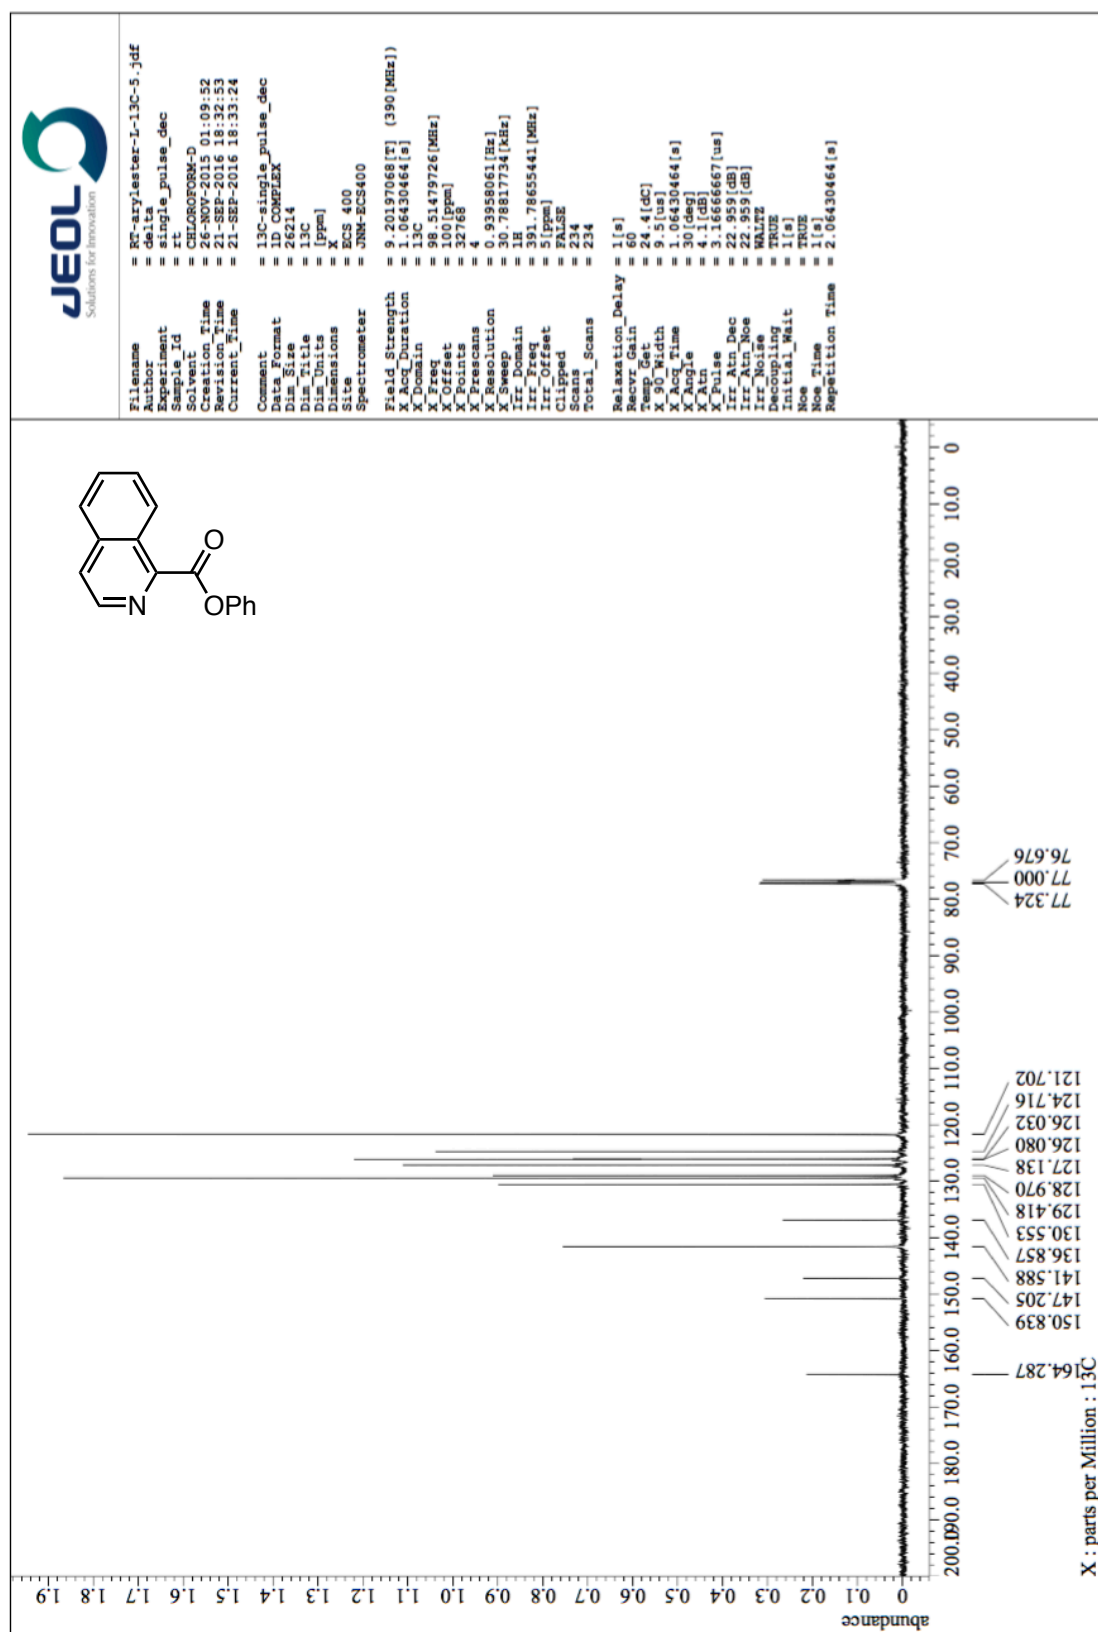 JEOL
Solutions for Innovation
Filename = RT-arylester-L-13C-5.jdf
Author = delta
Experiment = single_pulse_dec
Sample_Id = rt
Solvent = CHLOROFORM-D
Creation_Time = 26-NOV-2015 01:09:52
Revision_Time = 21-SEP-2016 18:32:53
Current_Time = 21-SEP-2016 18:33:24
Comment = 13C-single_pulse_dec
Data_Format = 1D COMPLEX
Dim_Size = 26214
Dim_Title = 13C
Dim_Units = [ppm]
Dimensions = X
Site = ECS 400
Spectrometer = JNM-ECS400
Field_Strength = 9.20197068[T] (390[MHz])
X_Acq_Duration = 1.06430464[s]
X_Domain = 13C
X_Freq = 98.51479726[MHz]
X_Offset = 100[ppm]
X_Points = 32768
X_Prescans = 4
X_Resolution = 0.93958061[Hz]
X_Sweep = 30.78817734[kHz]
Irr_Domain = 1H
Irr_Freq = 391.78655441[MHz]
Irr_Offset = 5[ppm]
Clipped = FALSE
Scans = 234
Total_Scans = 234
Relaxation_Delay = 1[s]
Recvr_Gain = 60
Temp_Get = 24.4[dC]
X_90_Width = 9.5[us]
X_Acq_Time = 1.06430464[s]
X_Angle = 30[deg]
X_Atn = 4.1[dB]
X_Pulse = 3.16666667[us]
Irr_Atn_Dec = 22.959[dB]
Irr_Atn_Noe = 22.959[dB]
Irr_Noise = WALTZ
Decoupling = TRUE
Initial_Wait = 1[s]
Noe = TRUE
Noe_Time = 1[s]
Repetition_Time = 2.06430464[s]
N
O
OPh
abundance
0 0.1 0.2 0.3 0.4 0.5 0.6 0.7 0.8 0.9 1.0 1.1 1.2 1.3 1.4 1.5 1.6 1.7 1.8 1.9
200.0 190.0 180.0 170.0 160.0 150.0 140.0 130.0 120.0 110.0 100.0 90.0 80.0 70.0 60.0 50.0 40.0 30.0 20.0 10.0 0
164.287
150.839
147.205
141.588
136.857
130.553
129.418
128.970
127.138
126.080
126.032
124.716
121.702
77.324
77.000
76.676
X : parts per Million : 13C